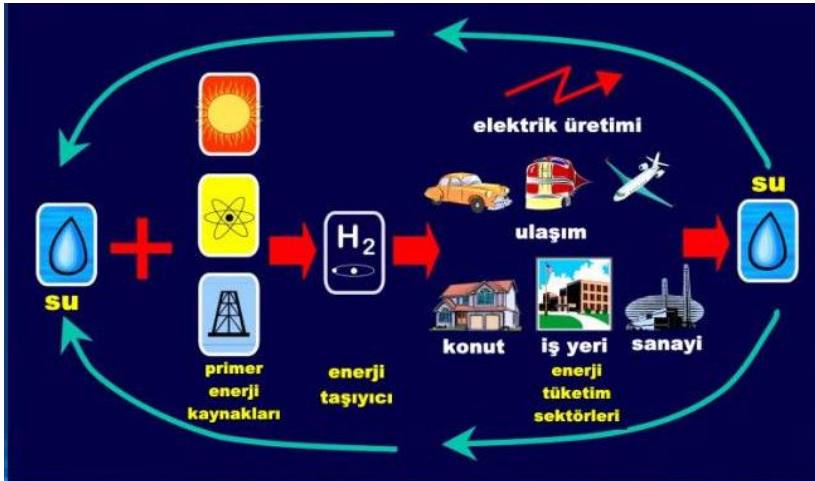 elektrik üretimi
su
su
H₂
ulaşım
konut
iş yeri
sanayi
primer
enerji
kaynakları
enerji
taşıyıcı
enerji
tüketim
sektörleri